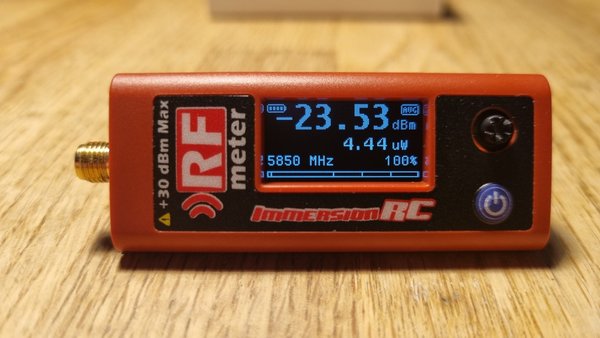 +30 dBm Max
RF
meter
-23.53 dBm
AVG
4.44 uW
5850 MHz 100%
ImmersionRC